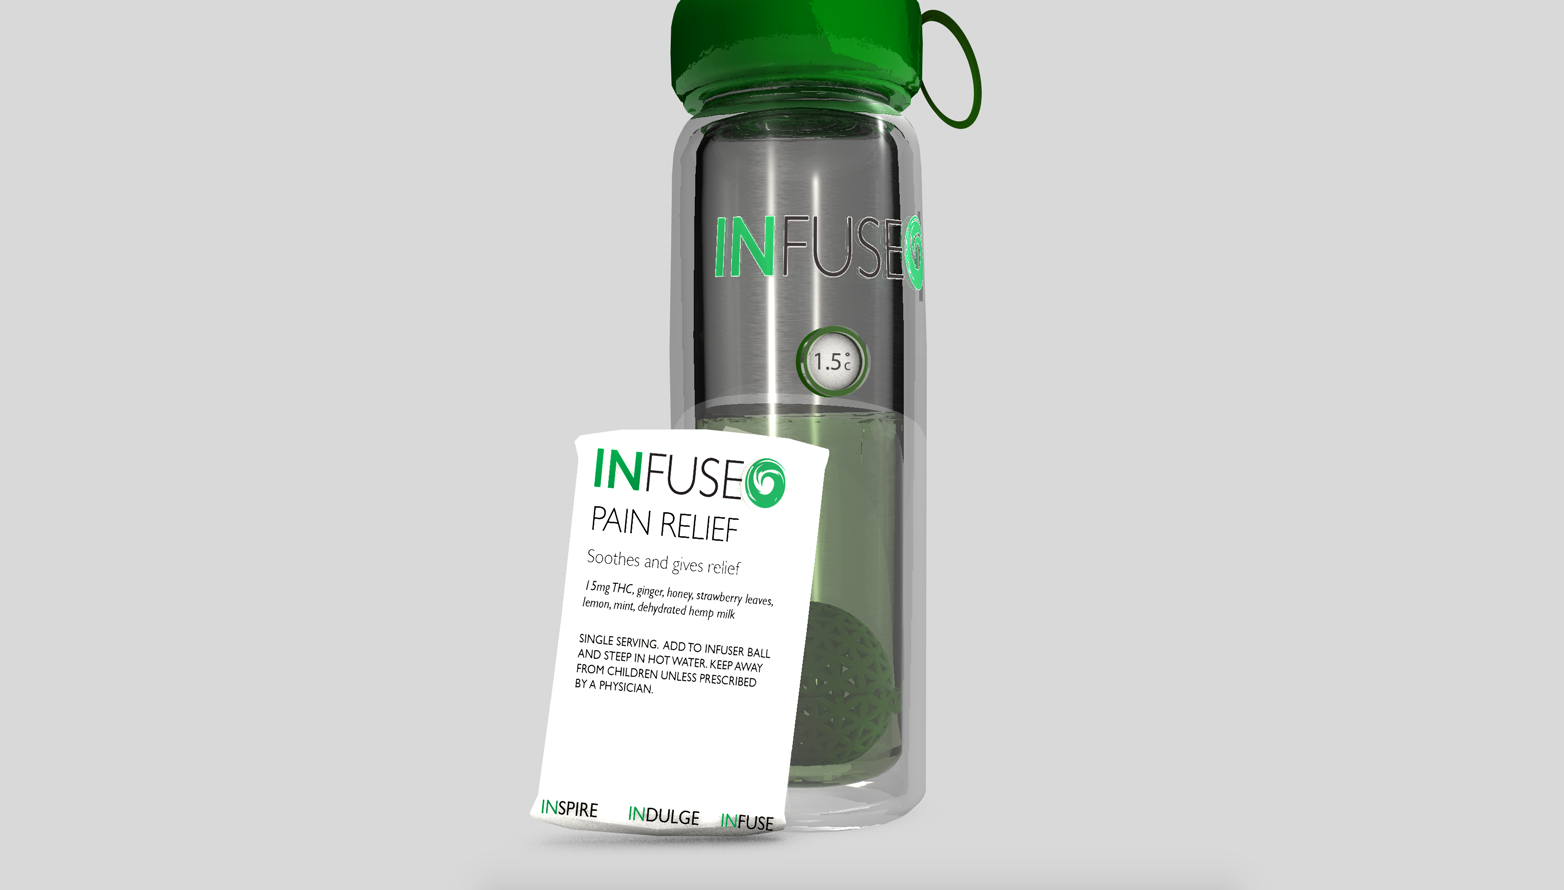 INFUSE
1.5°C
INFUSE
PAIN RELIEF
Soothes and gives relief
15mg THC, ginger, honey, strawberry leaves,
lemon, mint, dehydrated hemp milk
SINGLE SERVING. ADD TO INFUSER BALL
AND STEEP IN HOT WATER. KEEP AWAY
FROM CHILDREN UNLESS PRESCRIBED
BY A PHYSICIAN.
INSPIRE INDULGE INFUSE